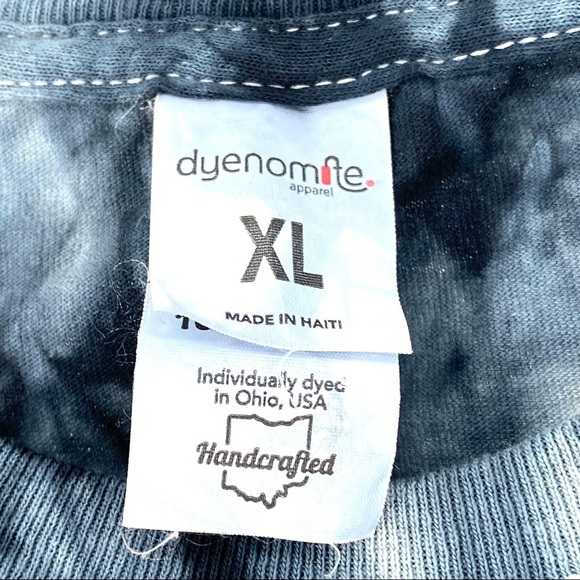 dyenomite.
apparel
XL
MADE IN HAITI
Individually dyed
in Ohio, USA
Handcrafted